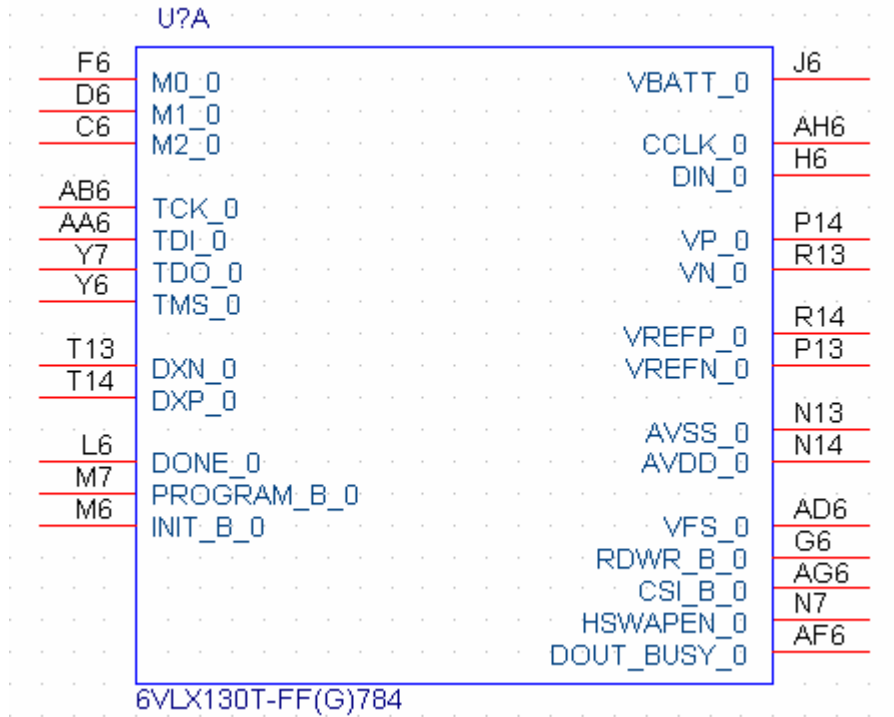 U?A
F6 M0_0 VBATT_0 J6
D6 M1_0
C6 M2_0 CCLK_0 AH6
DIN_0 H6
AB6 TCK_0
AA6 TDI_0 VP_0 P14
Y7 TDO_0 VN_0 R13
Y6 TMS_0
VREFP_0 R14
T13 DXN_0 VREFN_0 P13
T14 DXP_0
AVSS_0 N13
L6 DONE_0 AVDD_0 N14
M7 PROGRAM_B_0
M6 INIT_B_0 VFS_0 AD6
RDWR_B_0 G6
CSI_B_0 AG6
HSWAPEN_0 N7
DOUT_BUSY_0 AF6
6VLX130T-FF(G)784